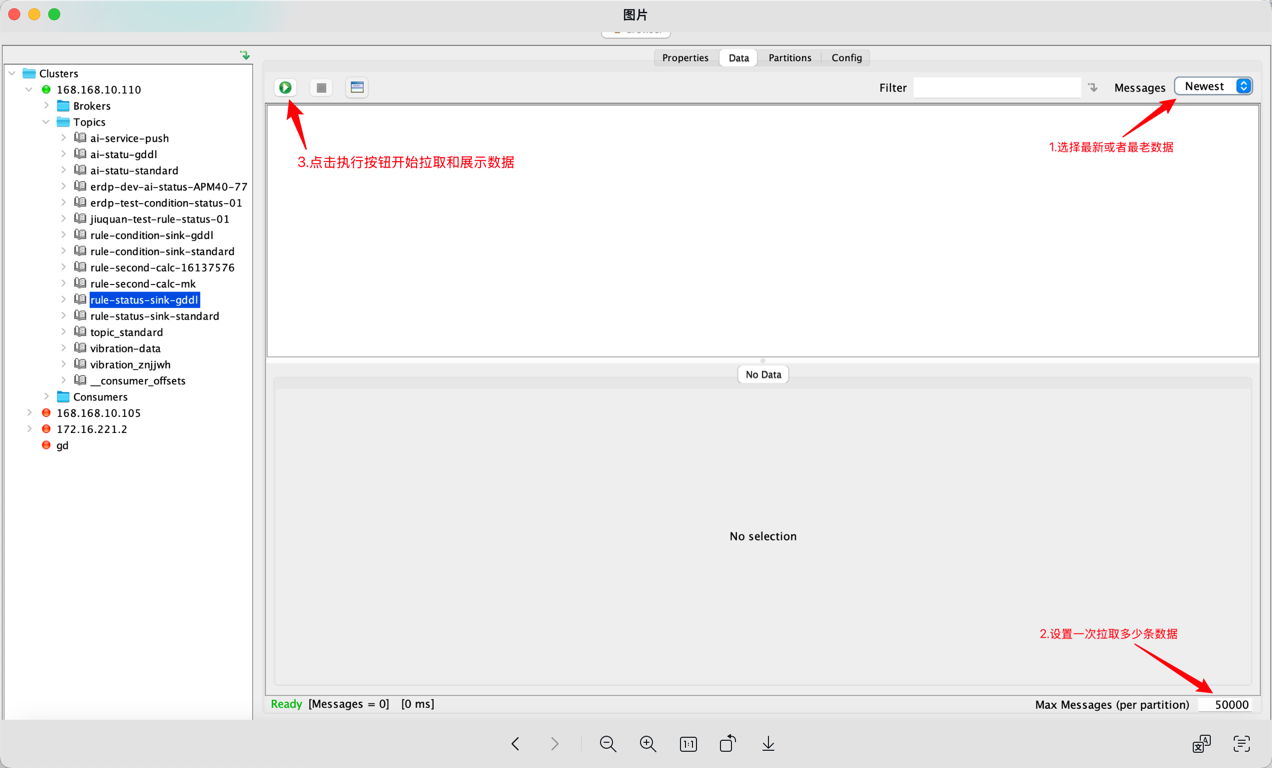 图片
Properties
Data
Partitions
Config
Filter
Messages
Newest
Clusters
168.168.10.110
Brokers
Topics
ai-service-push
ai-statu-gddl
ai-statu-standard
erdp-dev-ai-status-APM40-77
erdp-test-condition-status-01
jiuquan-test-rule-status-01
rule-condition-sink-gddl
rule-condition-sink-standard
rule-second-calc-16137576
rule-second-calc-mk
rule-status-sink-gddl
rule-status-sink-standard
topic_standard
vibration-data
vibration_znjjwh
__consumer_offsets
Consumers
168.168.10.105
172.16.221.2
gd
1.选择最新或者最老数据
3.点击执行按钮开始拉取和展示数据
No Data
No selection
2.设置一次拉取多少条数据
Ready [Messages = 0] [0 ms]
Max Messages (per partition) 50000
1:1
文A